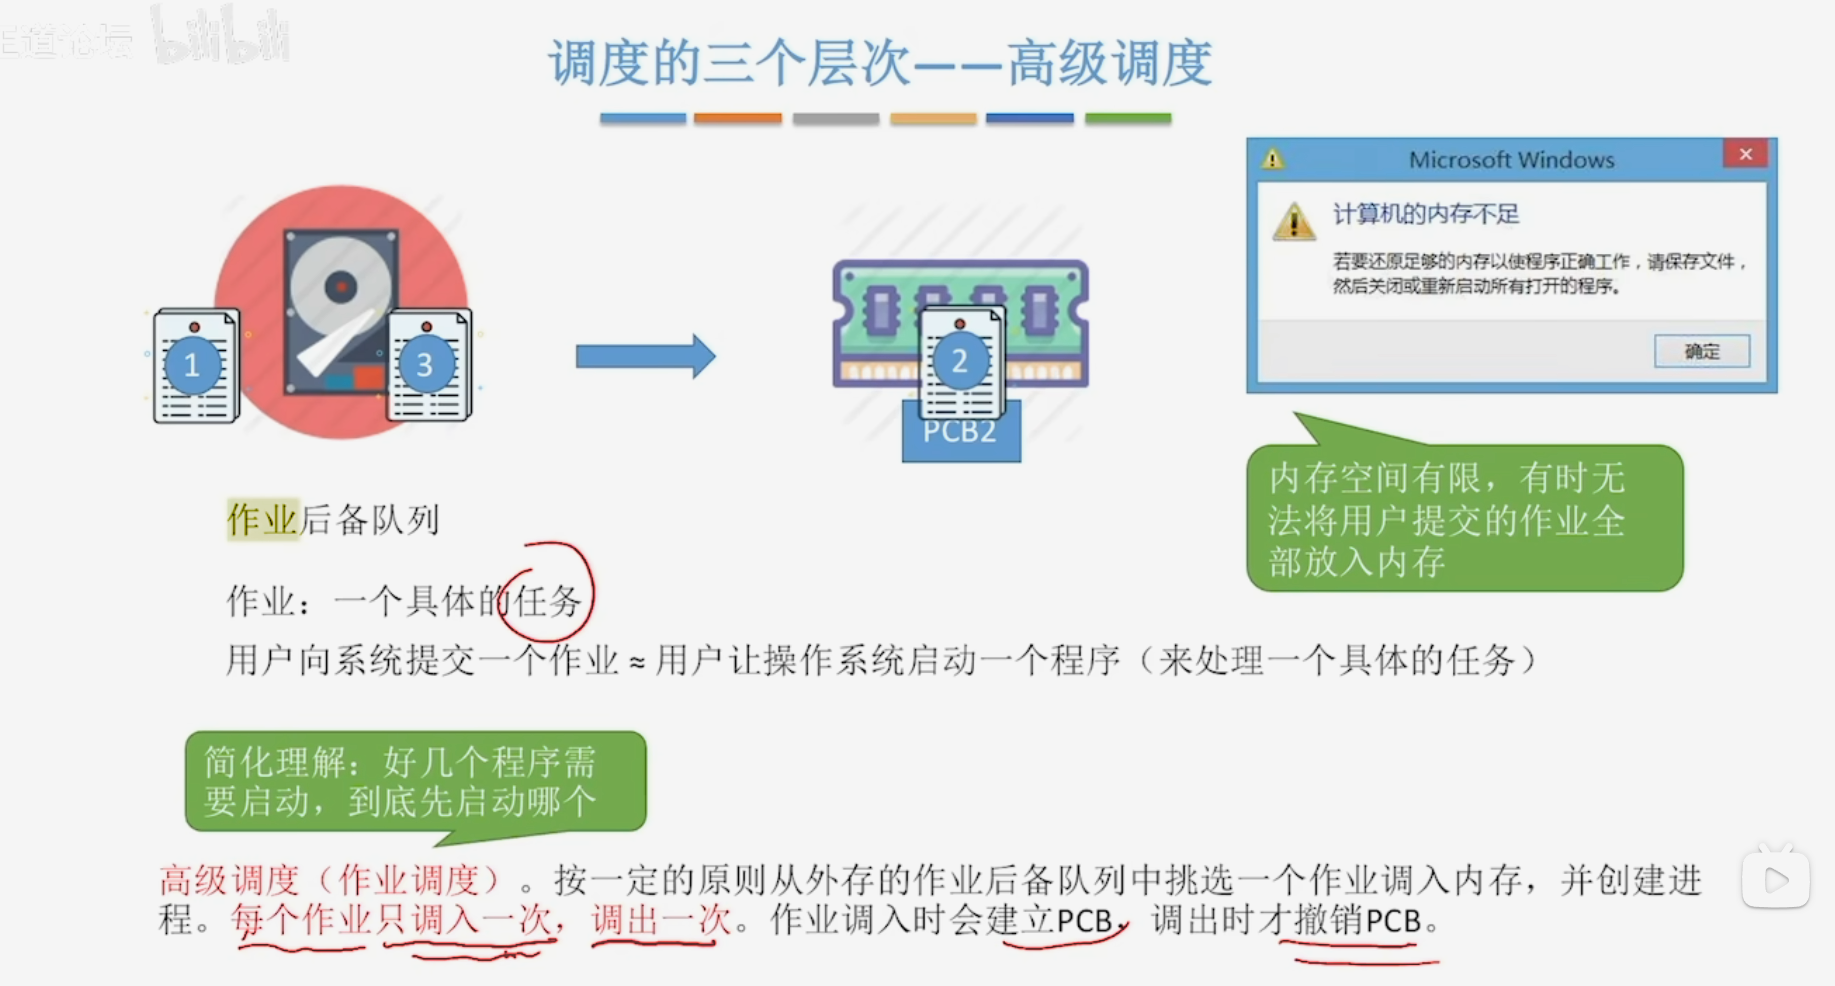 王道论坛 bilibili
调度的三个层次——高级调度
Microsoft Windows
计算机的内存不足
若要还原足够的内存以使程序正确工作，请保存文件，
然后关闭或重新启动所有打开的程序。
确定
1
3
2
PCB2
内存空间有限，有时无
法将用户提交的作业全
部放入内存
作业后备队列
作业：一个具体的任务
用户向系统提交一个作业 ≈ 用户让操作系统启动一个程序（来处理一个具体的任务）
简化理解：好几个程序需
要启动，到底先启动哪个
高级调度（作业调度）。按一定的原则从外存的作业后备队列中挑选一个作业调入内存，并创建进
程。每个作业只调入一次，调出一次。作业调入时会建立PCB，调出时才撤销PCB。